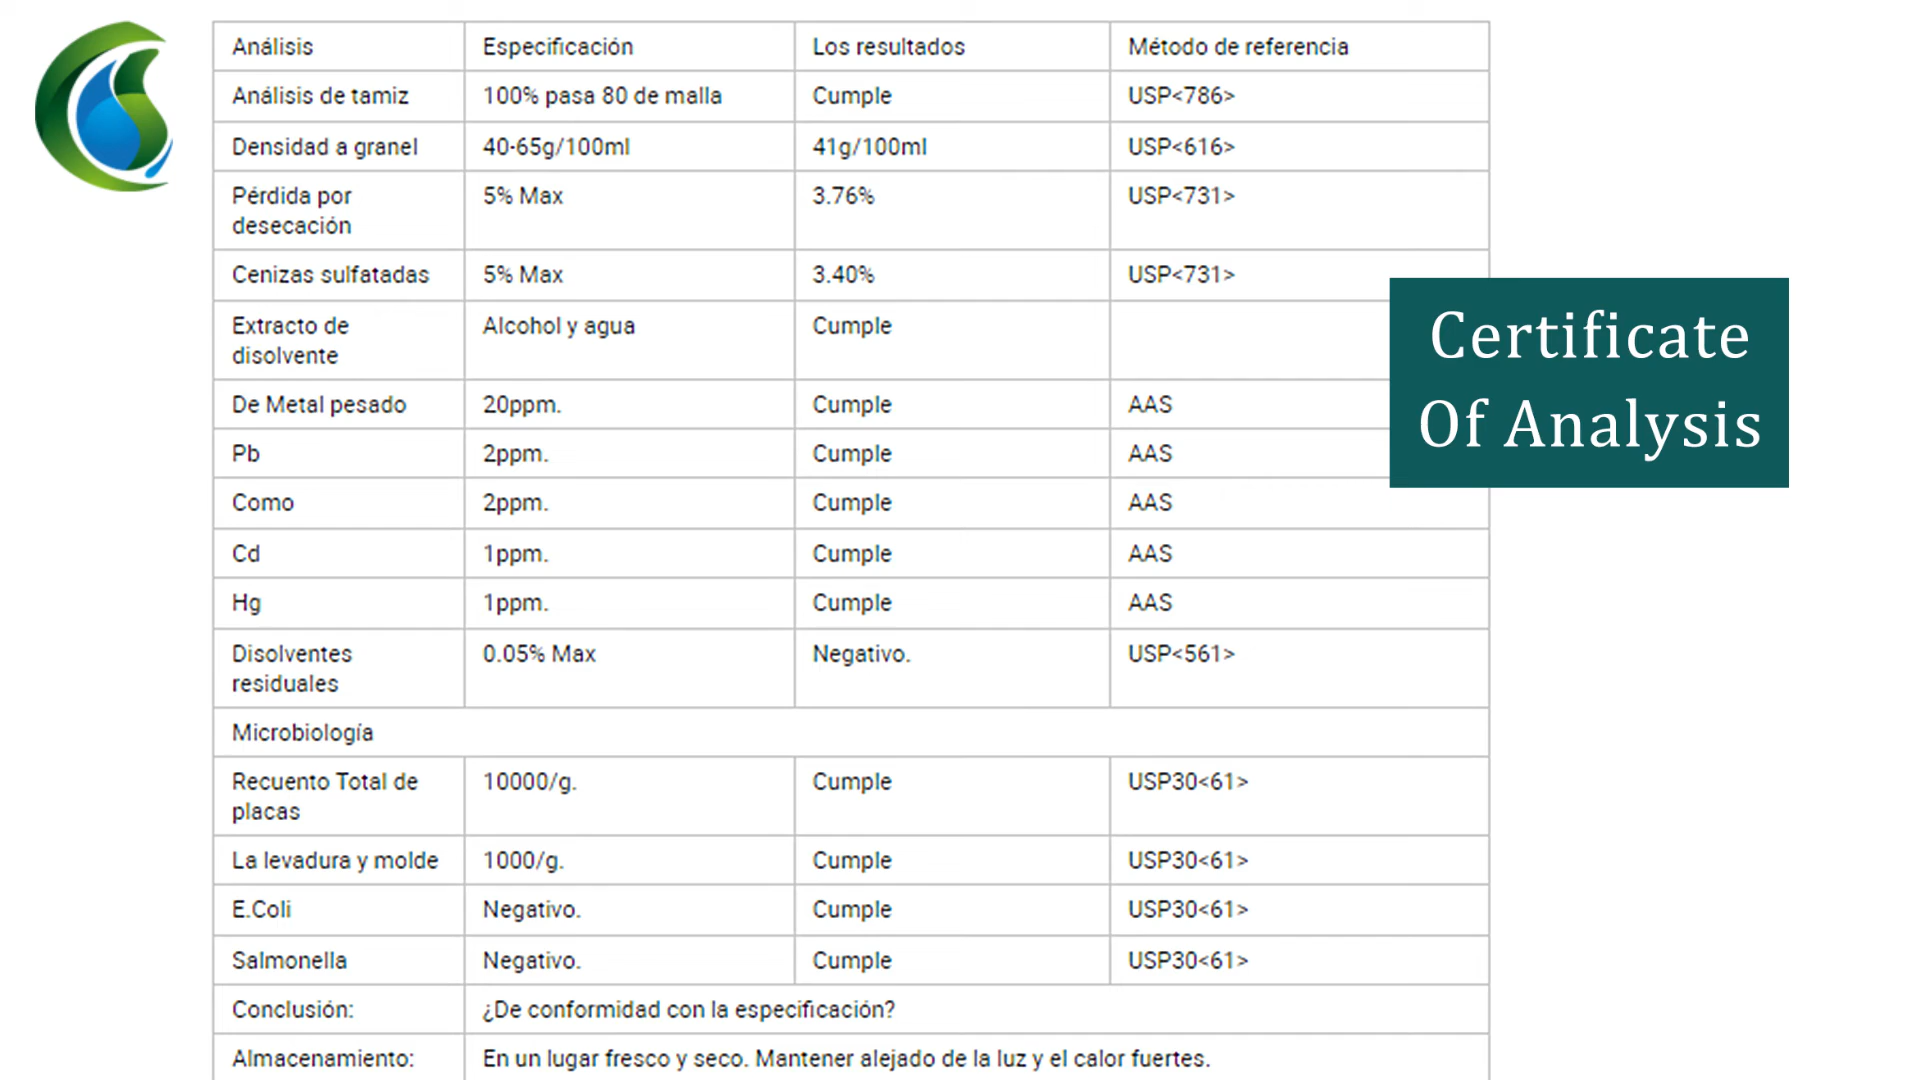 Análisis Especificación Los resultados Método de referencia
Análisis de tamiz 100% pasa 80 de malla Cumple USP<786>
Densidad a granel 40-65g/100ml 41g/100ml USP<616>
Pérdida por 5% Max 3.76% USP<731>
desecación
Cenizas sulfatadas 5% Max 3.40% USP<731>
Extracto de Alcohol y agua Cumple
disolvente
Certificate
Of Analysis
De Metal pesado 20ppm. Cumple AAS
Pb 2ppm. Cumple AAS
Como 2ppm. Cumple AAS
Cd 1ppm. Cumple AAS
Hg 1ppm. Cumple AAS
Disolventes 0.05% Max Negativo. USP<561>
residuales
Microbiología
Recuento Total de 10000/g. Cumple USP30<61>
placas
La levadura y molde 1000/g. Cumple USP30<61>
E.Coli Negativo. Cumple USP30<61>
Salmonella Negativo. Cumple USP30<61>
Conclusión: ¿De conformidad con la especificación?
Almacenamiento: En un lugar fresco y seco. Mantener alejado de la luz y el calor fuertes.